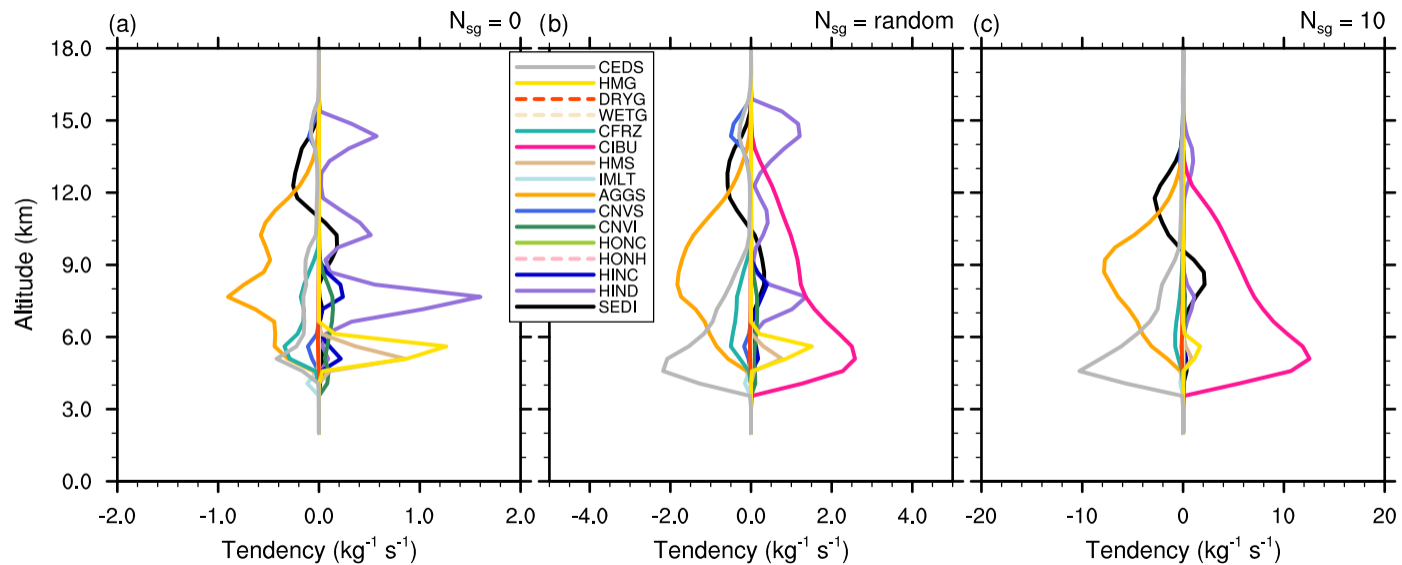 (a) N_sg = 0
(b) N_sg = random
(c) N_sg = 10
Altitude (km)
18.0
15.0
12.0
9.0
6.0
3.0
0.0
CEDS
HMG
DRYG
WETG
CFRZ
CIBU
HMS
IMLT
AGGS
CNVS
CNVI
HONC
HONH
HINC
HIND
SEDI
-2.0 -1.0 0.0 1.0 2.0
-4.0 -2.0 0.0 2.0 4.0
-20 -10 0 10 20
Tendency (kg⁻¹ s⁻¹)
Tendency (kg⁻¹ s⁻¹)
Tendency (kg⁻¹ s⁻¹)